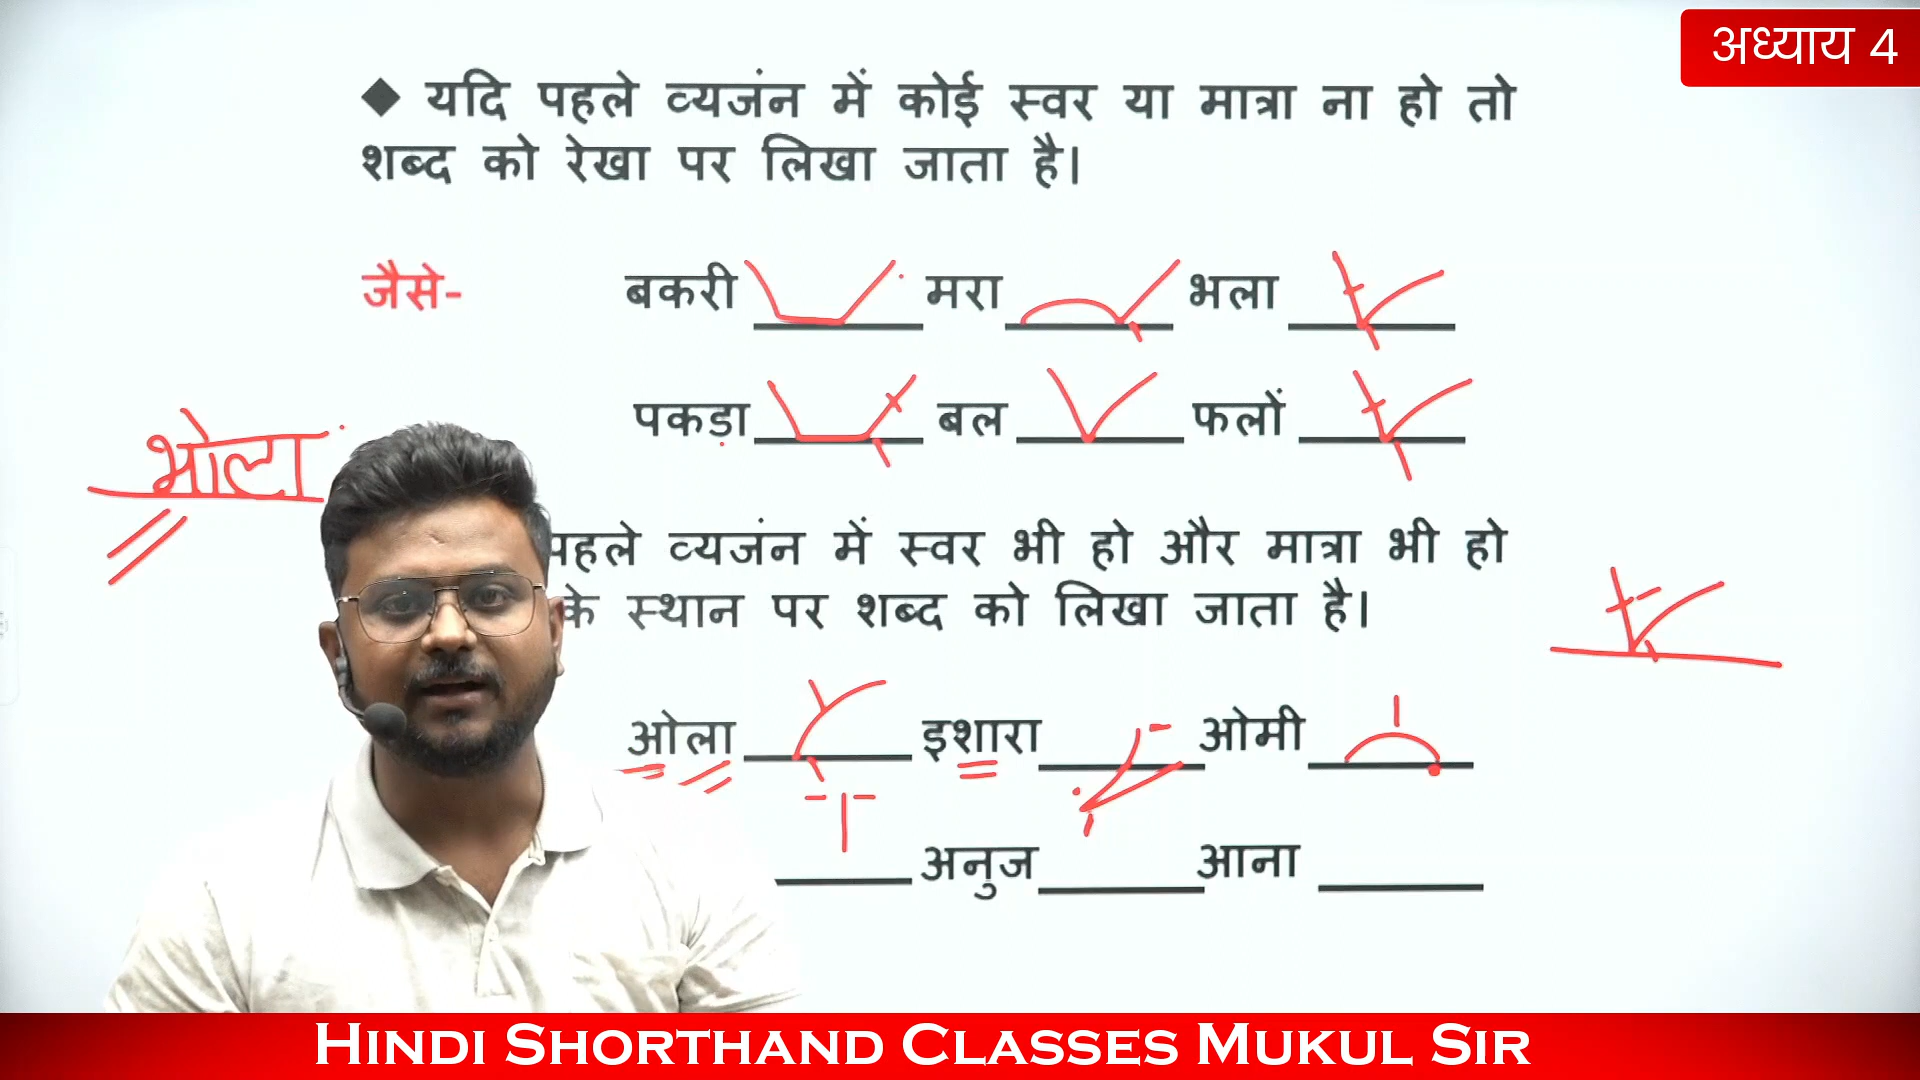 अध्याय 4
◆ यदि पहले व्यजंन में कोई स्वर या मात्रा ना हो तो
शब्द को रेखा पर लिखा जाता है।
जैसे- बकरी मरा भला
पकड़ा बल फलों
भोला
पहले व्यजंन में स्वर भी हो और मात्रा भी हो
के स्थान पर शब्द को लिखा जाता है।
ओला इशारा ओमी
अनुज आना
HINDI SHORTHAND CLASSES MUKUL SIR